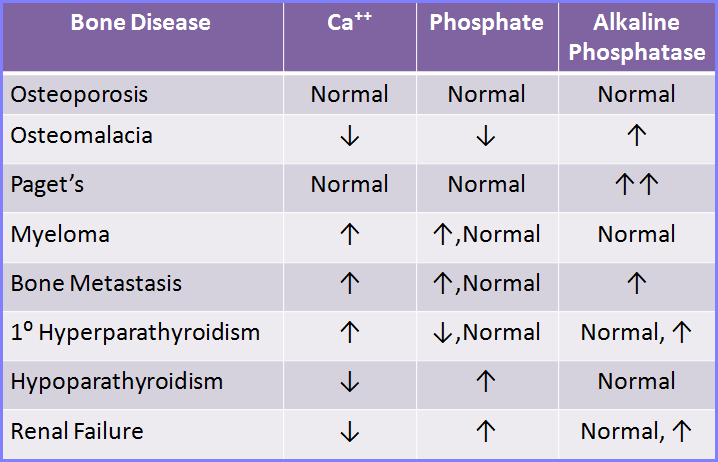 Bone Disease Ca⁺⁺ Phosphate Alkaline Phosphatase
Osteoporosis Normal Normal Normal
Osteomalacia ↓ ↓ ↑
Paget’s Normal Normal ↑↑
Myeloma ↑ ↑,Normal Normal
Bone Metastasis ↑ ↑,Normal ↑
1⁰ Hyperparathyroidism ↑ ↓,Normal Normal, ↑
Hypoparathyroidism ↓ ↑ Normal
Renal Failure ↓ ↑ Normal, ↑